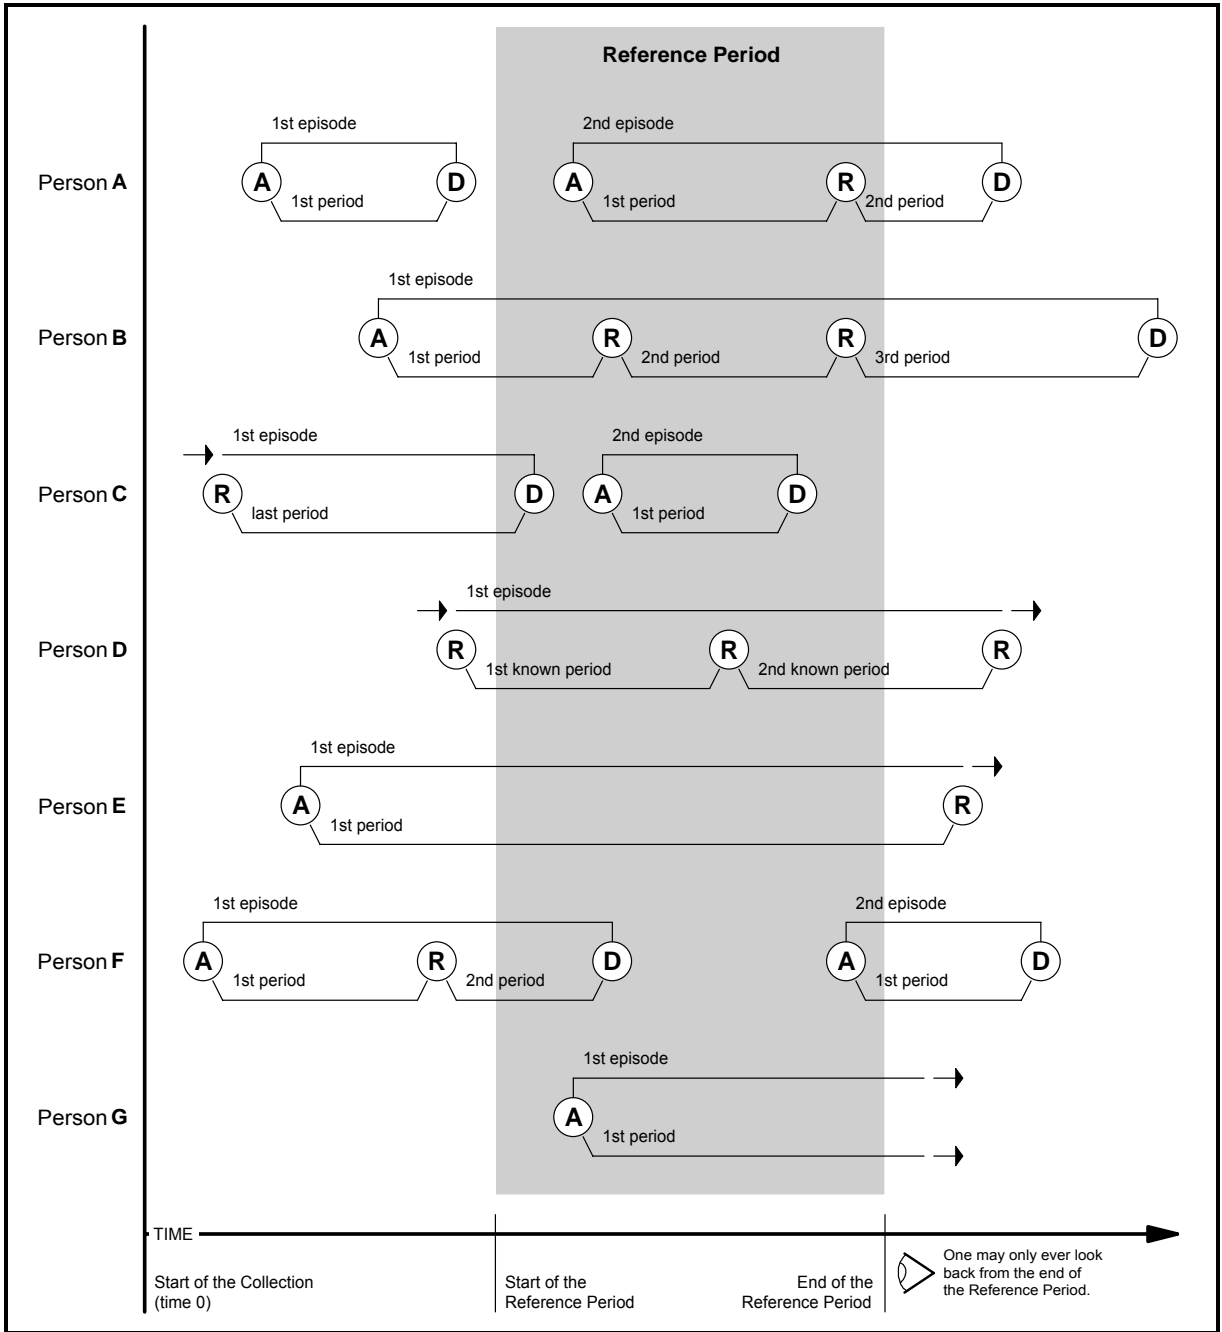 Reference Period
1st episode
2nd episode
Person A
A
D
A
R
D
1st period
1st period
2nd period
1st episode
Person B
A
R
R
D
1st period
2nd period
3rd period
1st episode
2nd episode
Person C
R
D
A
D
last period
1st period
1st episode
Person D
R
R
R
1st known period
2nd known period
1st episode
Person E
A
R
1st period
1st episode
2nd episode
Person F
A
R
D
A
D
1st period
2nd period
1st period
1st episode
Person G
A
1st period
TIME
Start of the Collection
(time 0)
Start of the
Reference Period
End of the
Reference Period
One may only ever look
back from the end of
the Reference Period.